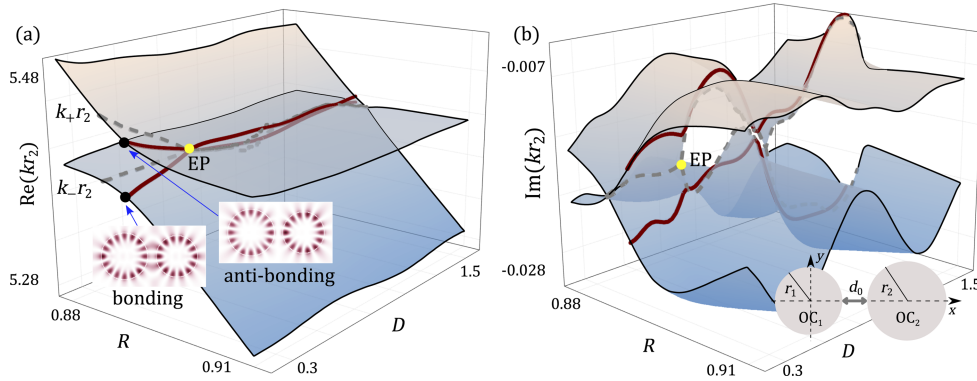 (a)
5.48
k₊r₂
k₋r₂
Re(kr₂)
EP
bonding
anti-bonding
5.28
0.88
R
0.91
0.3
D
1.5
(b)
-0.007
Im(kr₂)
EP
-0.028
0.88
R
0.91
0.3
D
1.5
y
r₁
d₀
r₂
x
OC₁
OC₂